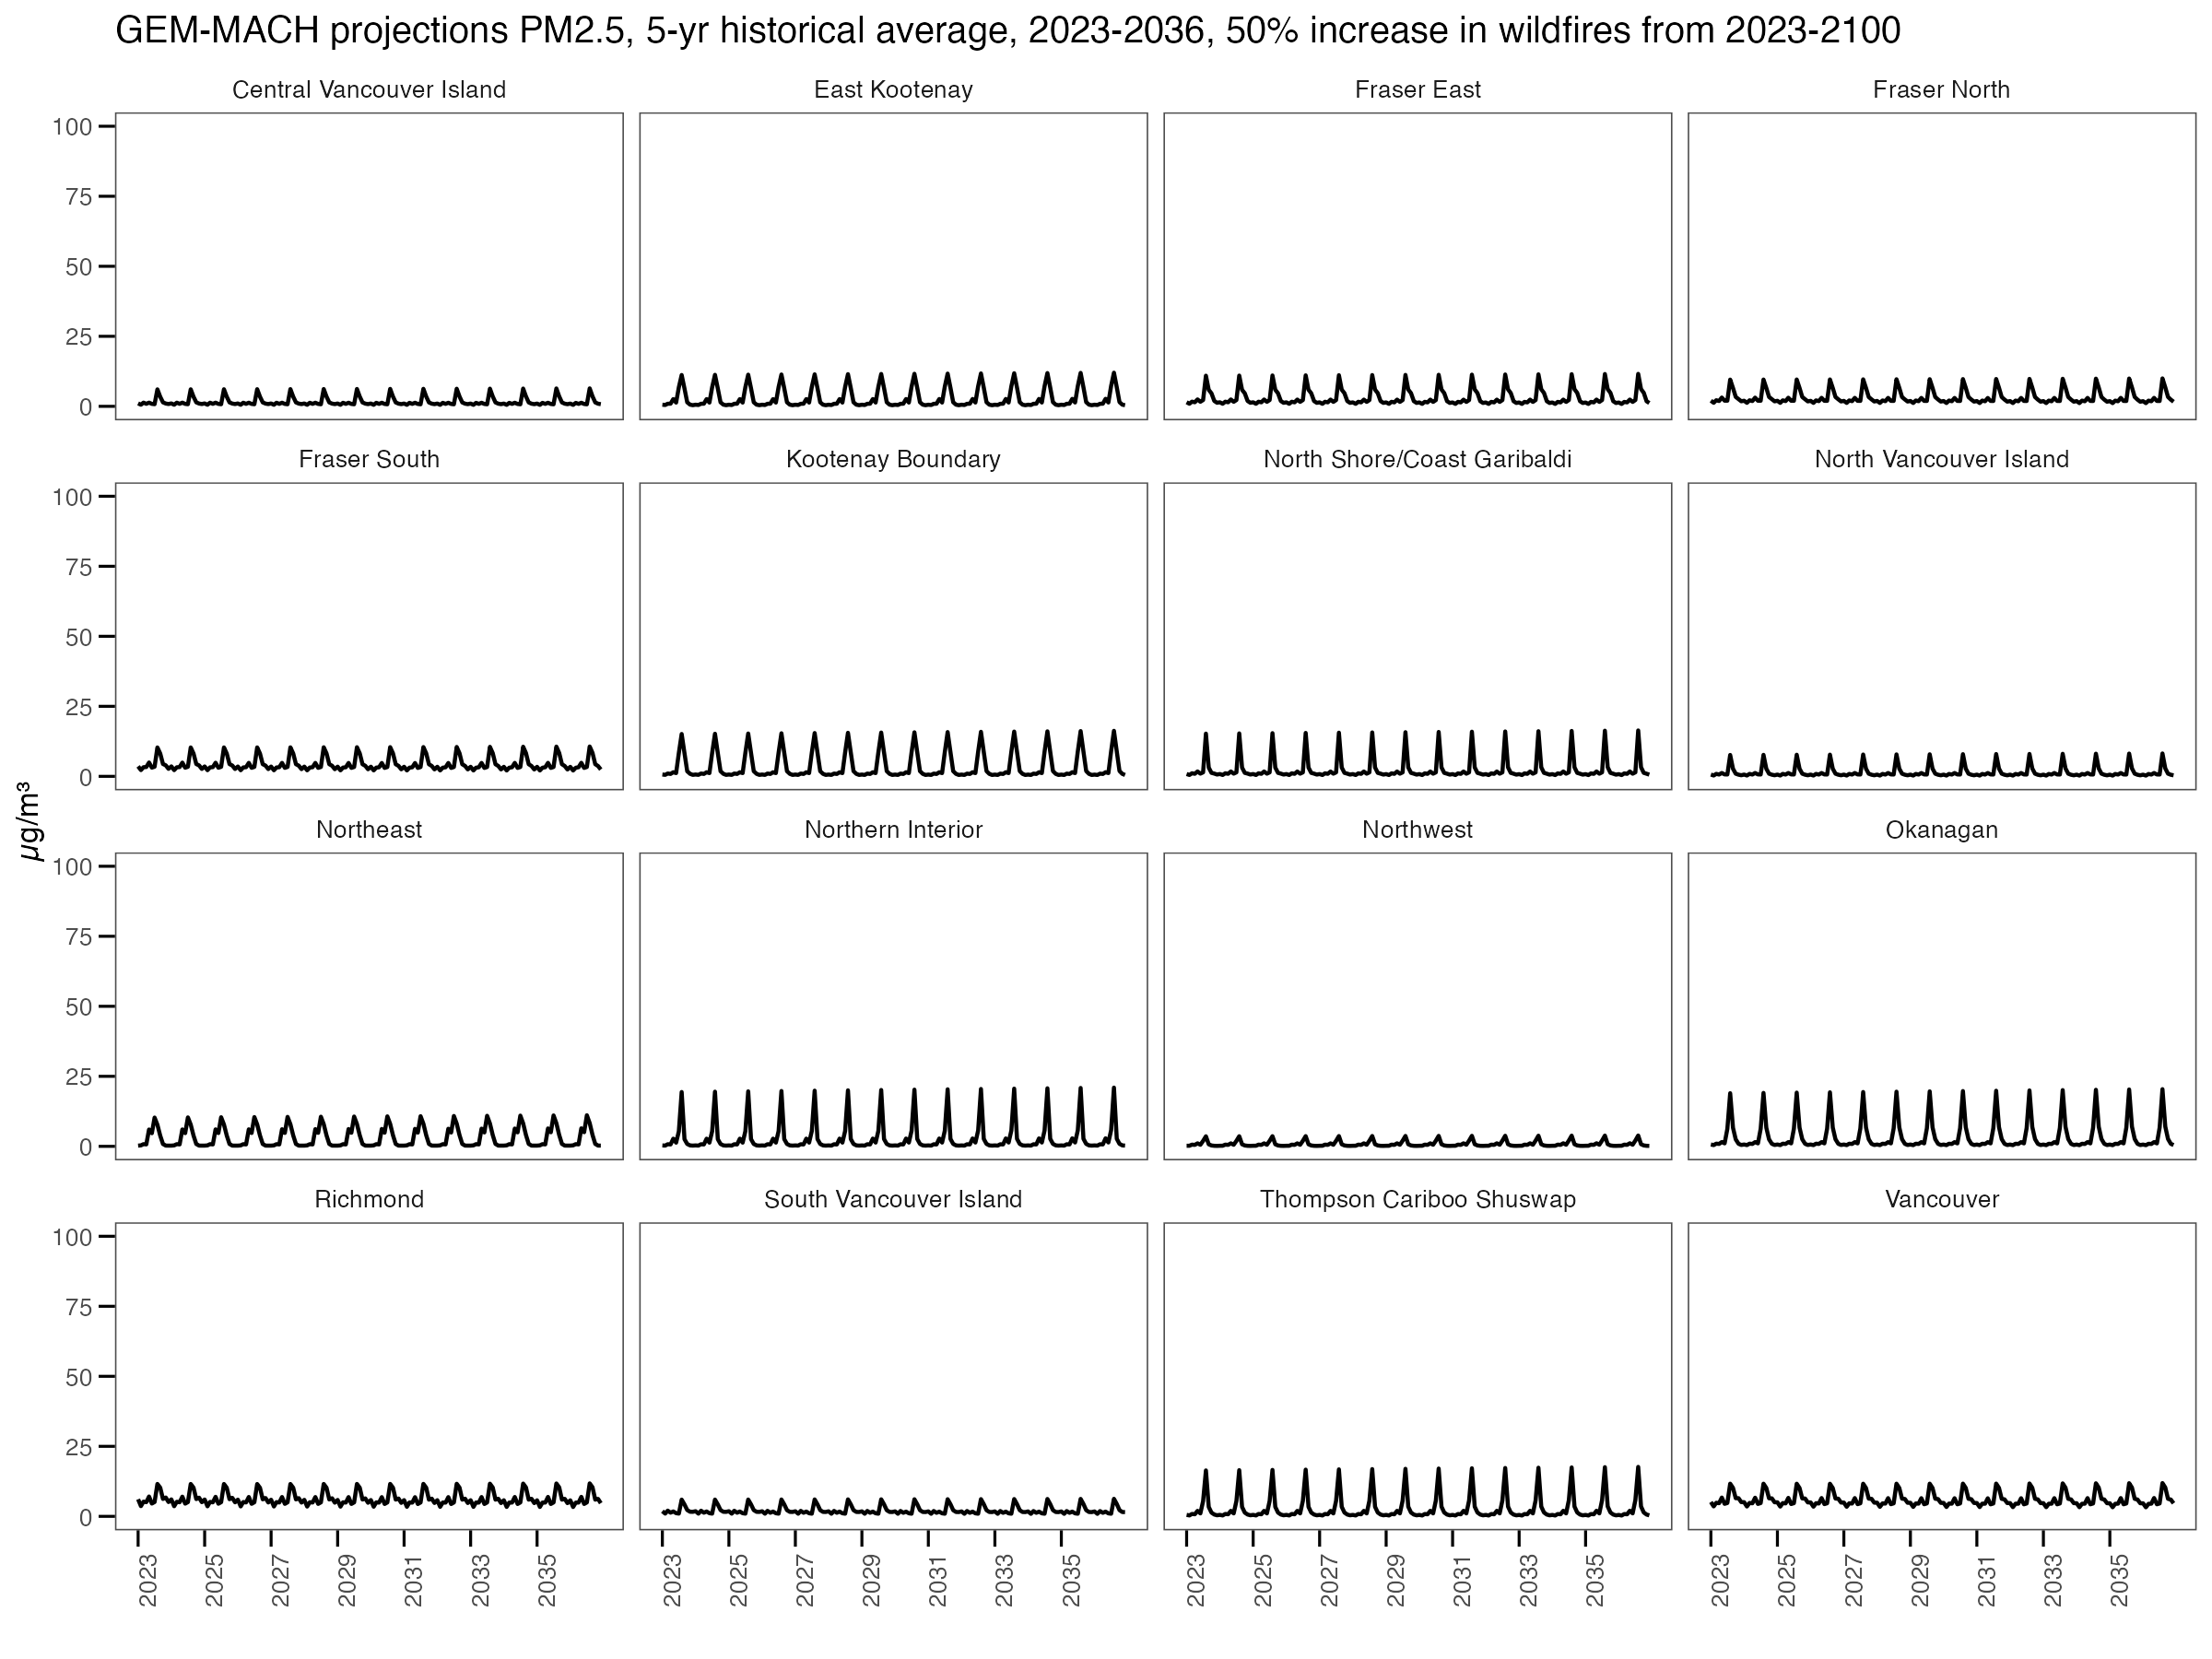 GEM-MACH projections PM2.5, 5-yr historical average, 2023-2036, 50% increase in wildfires from 2023-2100
Central Vancouver Island East Kootenay Fraser East Fraser North
100
75
50
25
0
Fraser South Kootenay Boundary North Shore/Coast Garibaldi North Vancouver Island
100
75
50
25
0
µg/m³
Northeast Northern Interior Northwest Okanagan
100
75
50
25
0
Richmond South Vancouver Island Thompson Cariboo Shuswap Vancouver
100
75
50
25
0
2023 2025 2027 2029 2031 2033 2035 2023 2025 2027 2029 2031 2033 2035 2023 2025 2027 2029 2031 2033 2035 2023 2025 2027 2029 2031 2033 2035